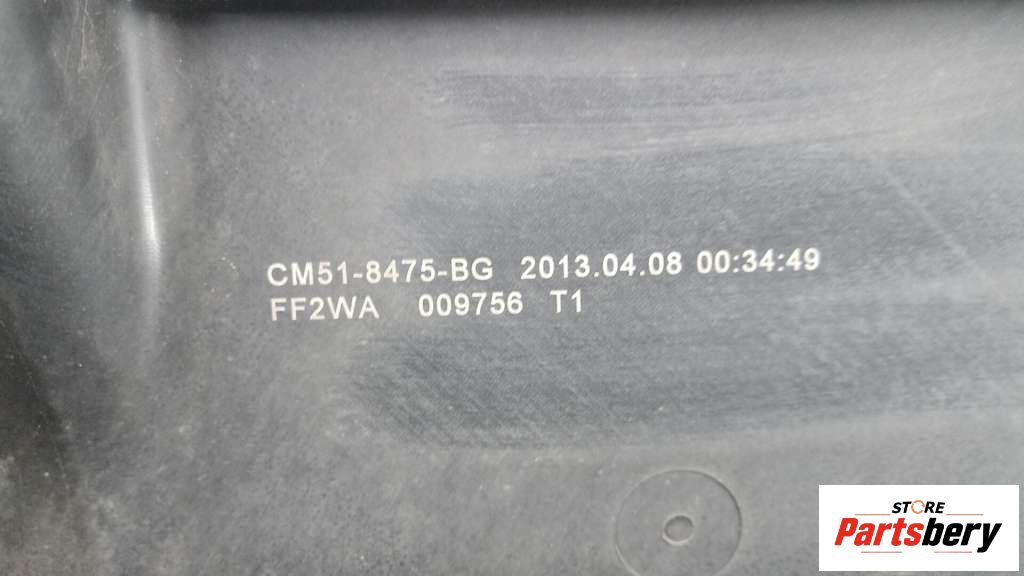 CM51-8475-BG 2013.04.08 00:34:49
FF2WA 009756 T1
STORE
Partsbery